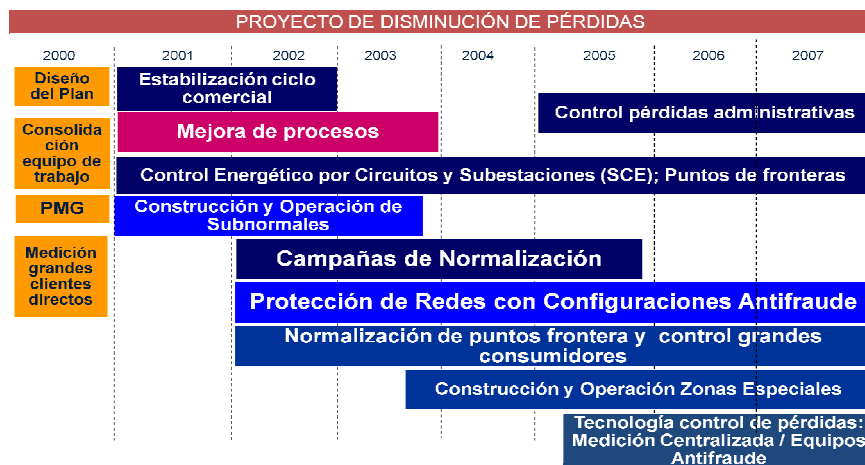 PROYECTO DE DISMINUCIÓN DE PÉRDIDAS
2000 2001 2002 2003 2004 2005 2006 2007
Diseño
del Plan
Estabilización ciclo
comercial
Control pérdidas administrativas
Consolida
ción
equipo de
trabajo
Mejora de procesos
Control Energético por Circuitos y Subestaciones (SCE); Puntos de fronteras
PMG
Construcción y Operación de
Subnormales
Medición
grandes
clientes
directos
Campañas de Normalización
Protección de Redes con Configuraciones Antifraude
Normalización de puntos frontera y control grandes
consumidores
Construcción y Operación Zonas Especiales
Tecnología control de pérdidas:
Medición Centralizada / Equipos
Antifraude